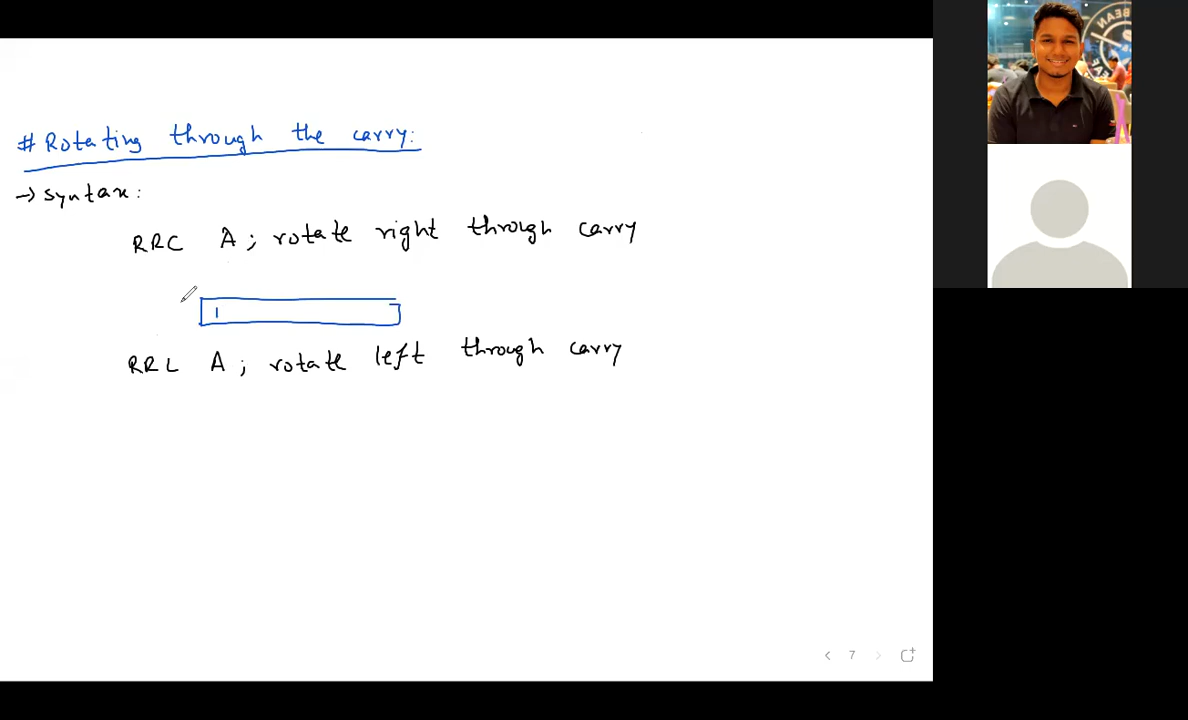 # Rotating through the carry:
→ syntax:
RRC A; rotate right through carry
1
RRL A; rotate left through carry
< 7 >